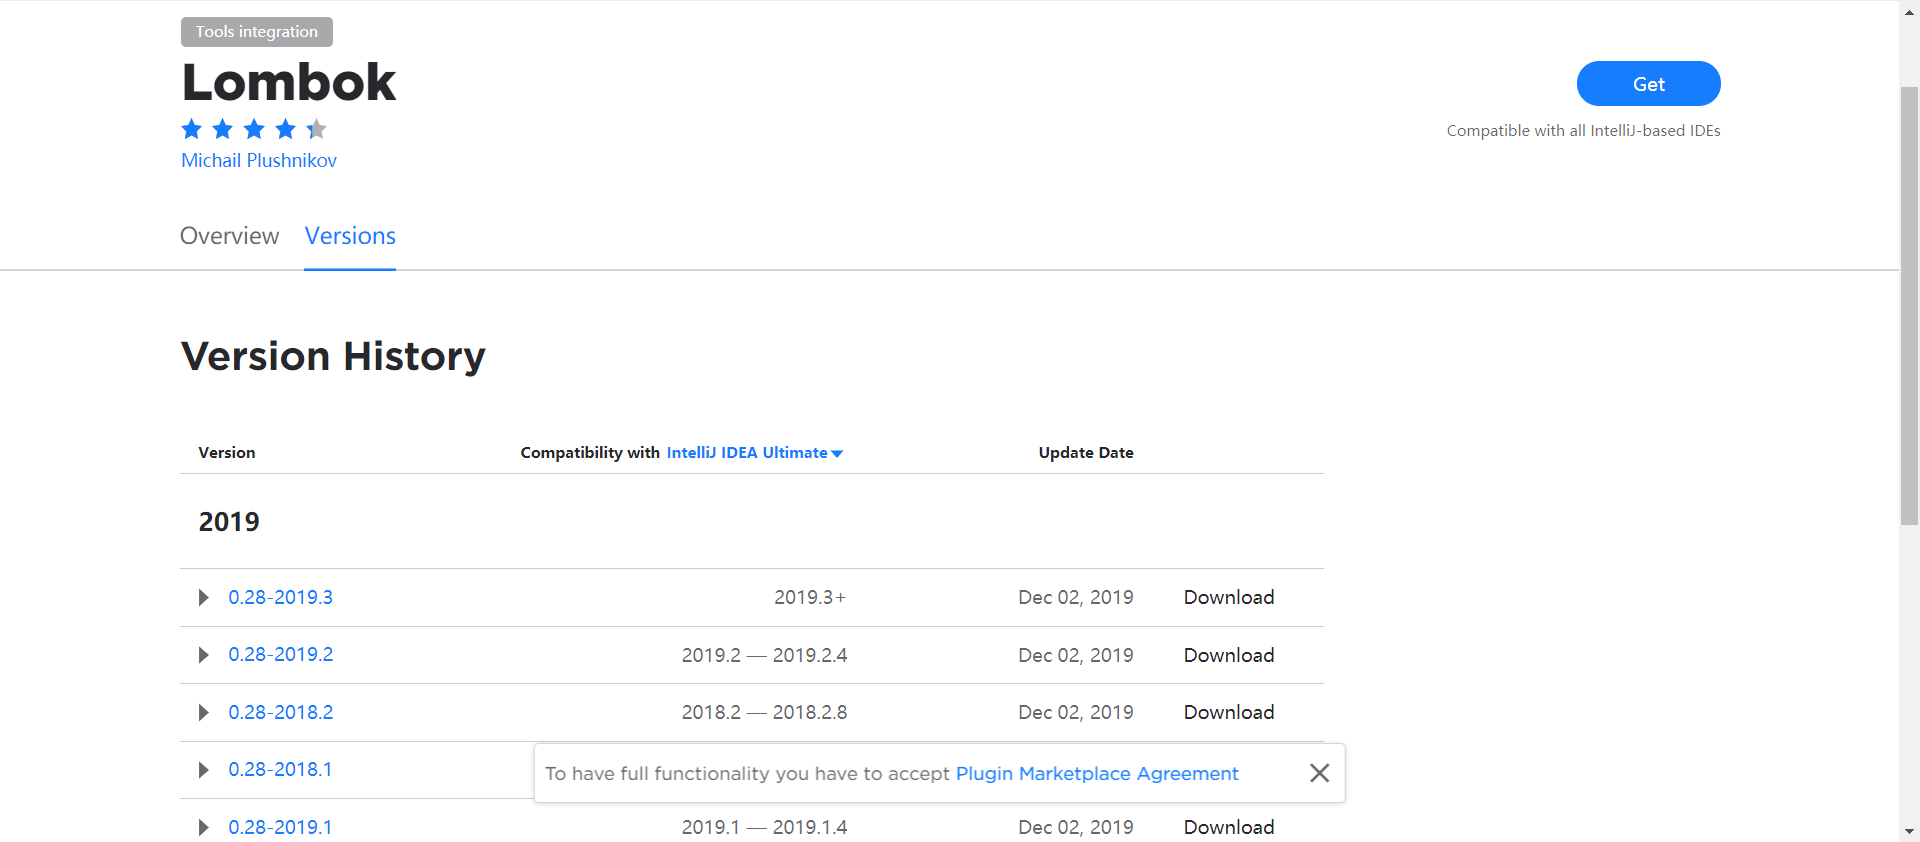 Tools integration
Lombok
Get
Compatible with all IntelliJ-based IDEs
Michail Plushnikov
Overview Versions
Version History
Version Compatibility with IntelliJ IDEA Ultimate Update Date
2019
0.28-2019.3 2019.3+ Dec 02, 2019 Download
0.28-2019.2 2019.2 — 2019.2.4 Dec 02, 2019 Download
0.28-2018.2 2018.2 — 2018.2.8 Dec 02, 2019 Download
0.28-2018.1
To have full functionality you have to accept Plugin Marketplace Agreement
0.28-2019.1 2019.1 — 2019.1.4 Dec 02, 2019 Download